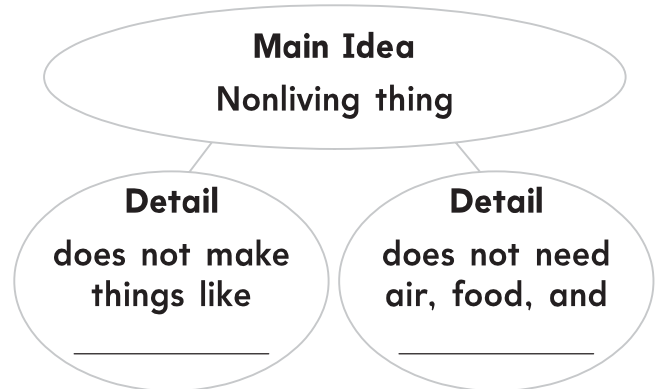 Main Idea
Nonliving thing
Detail
does not make
things like
Detail
does not need
air, food, and